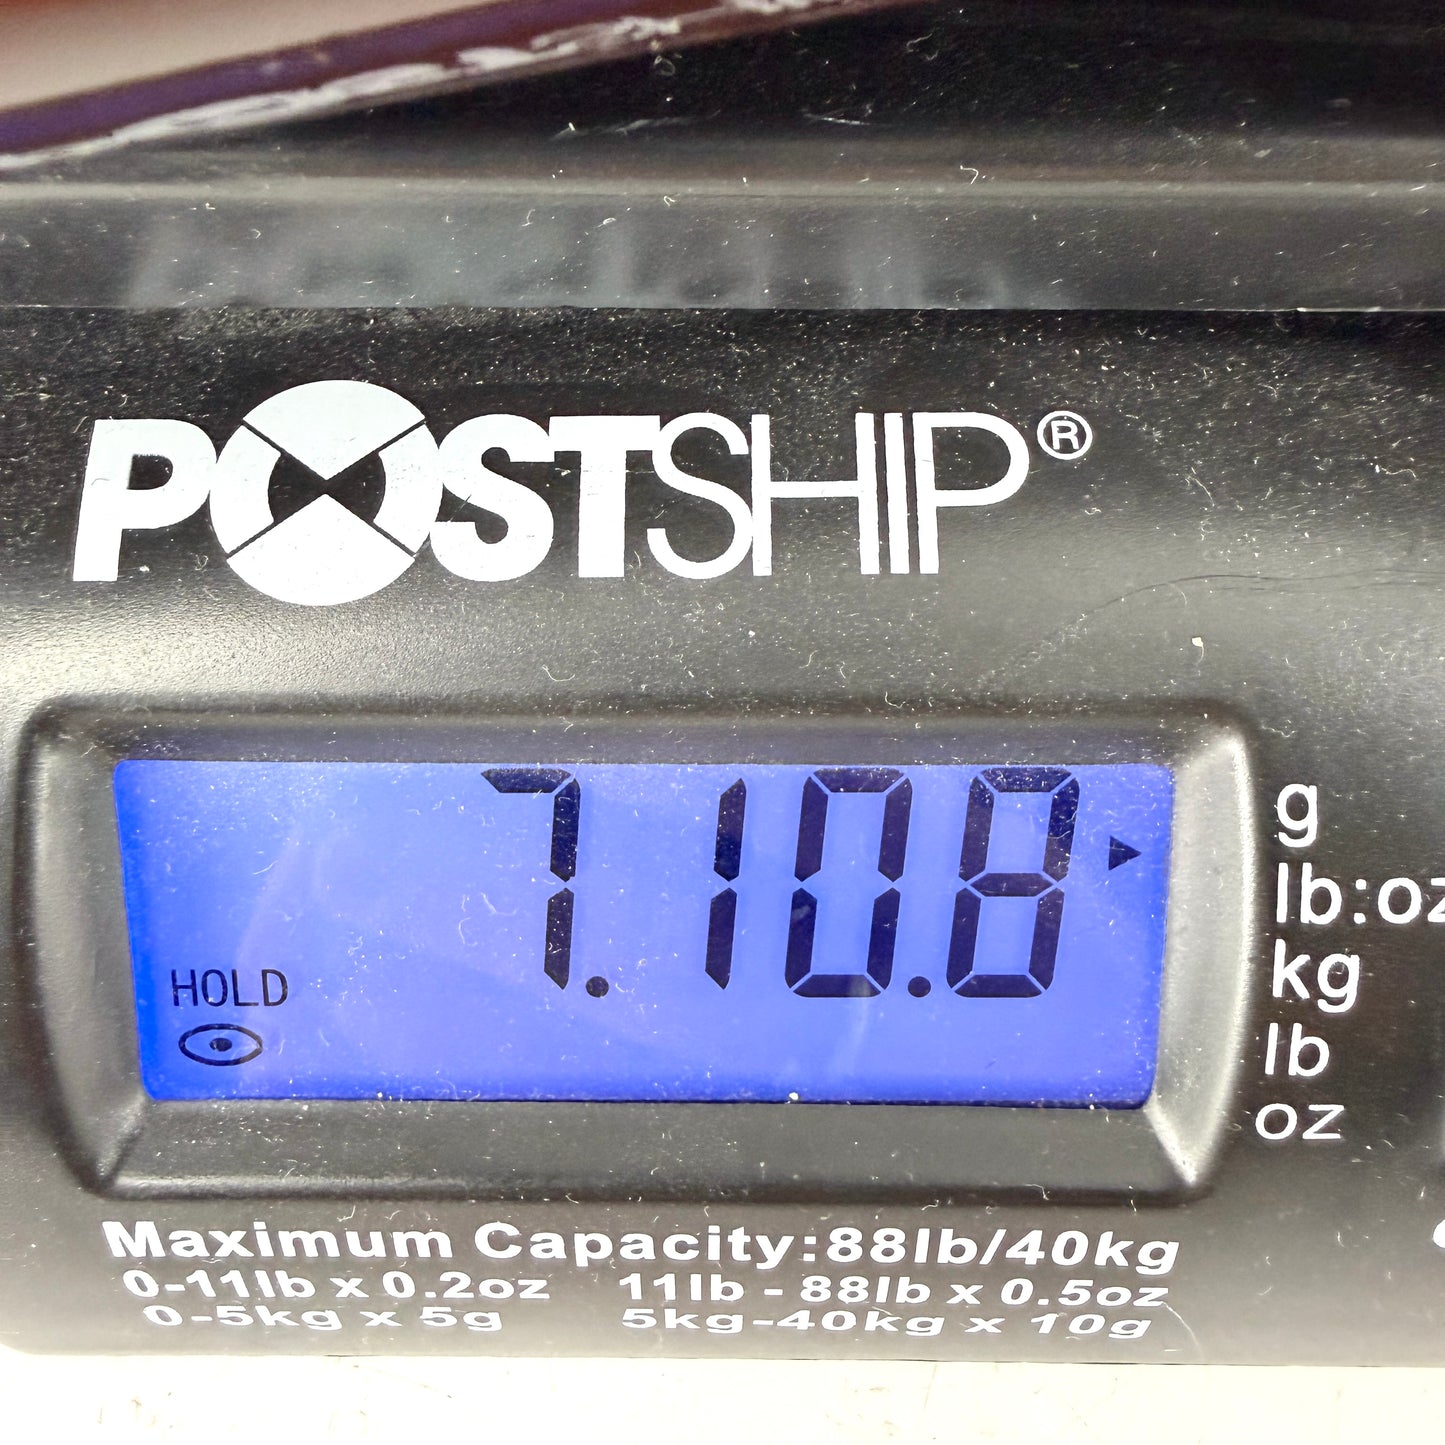 POSTSHIP®
7.10.8
HOLD
g
lb:oz
kg
lb
oz
Maximum Capacity:88lb/40kg
0-11lb x 0.2oz 11lb - 88lb x 0.5oz
0-5kg x 5g 5kg-40kg x 10g